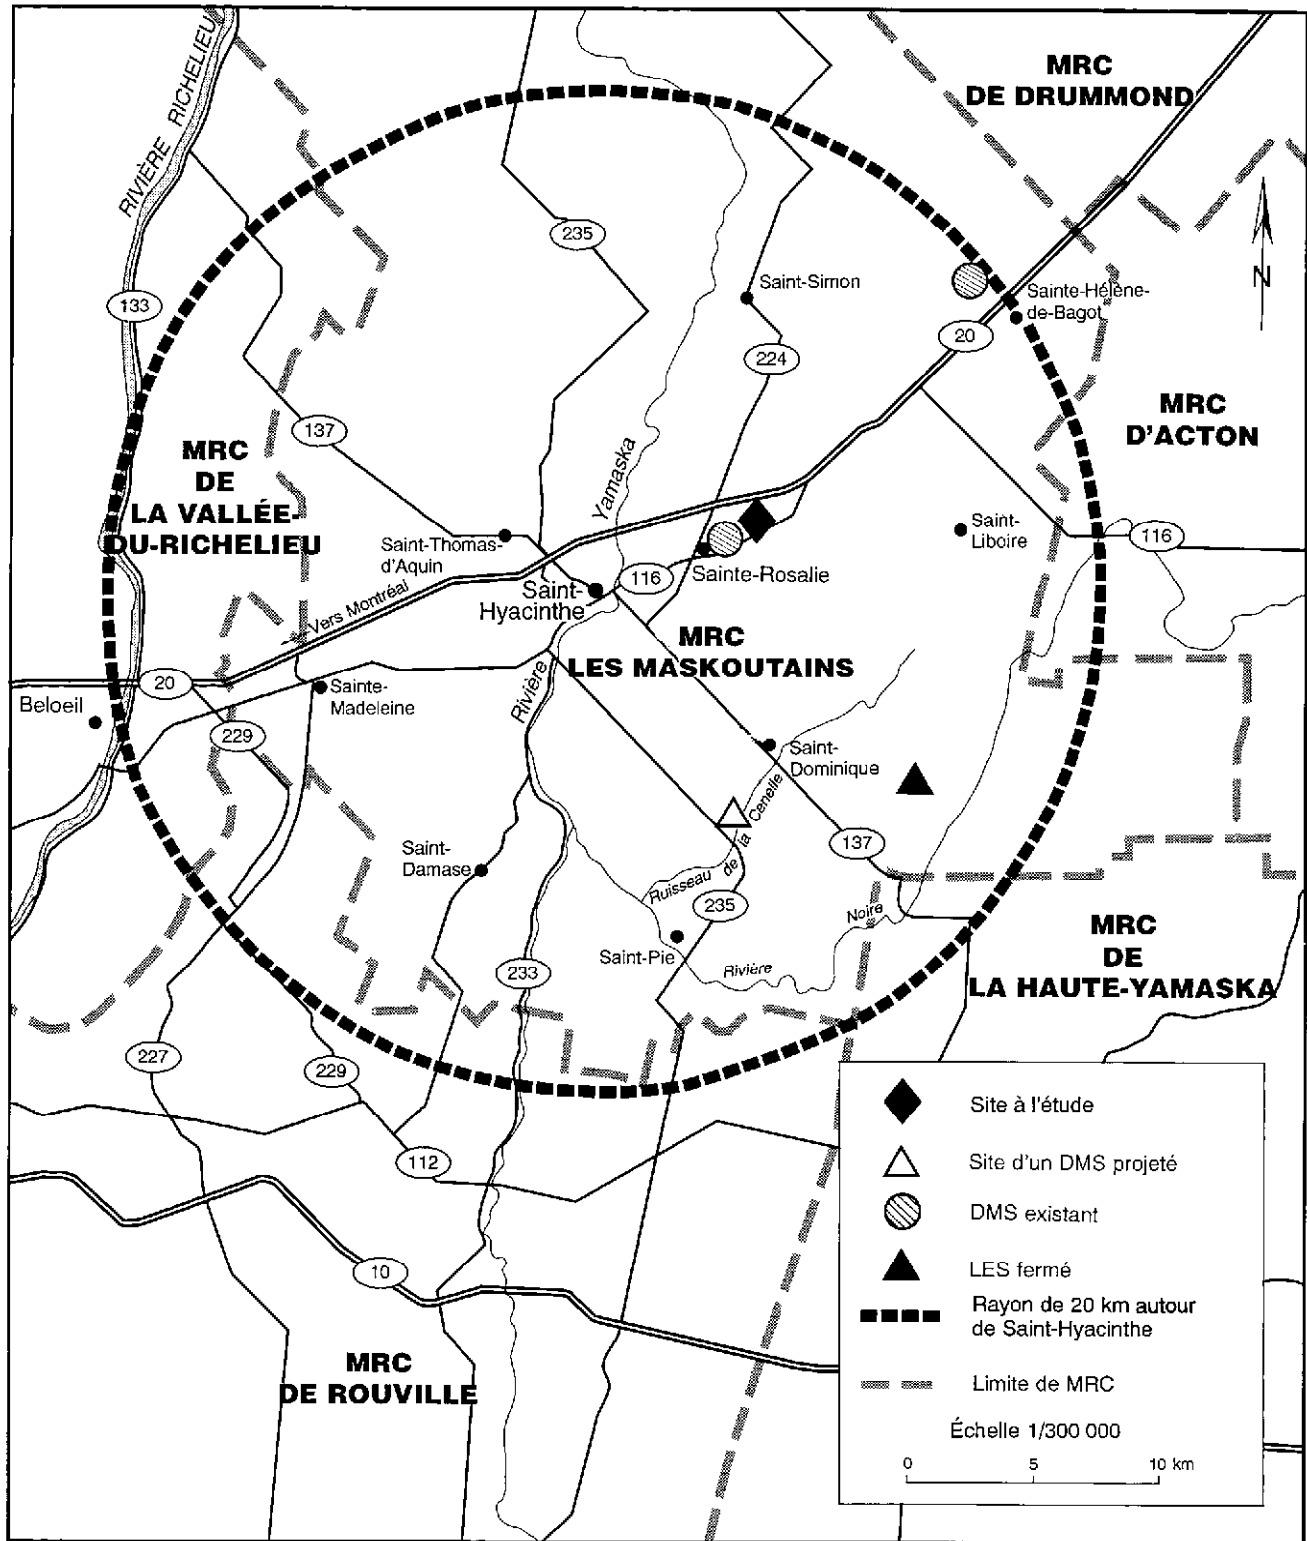 RIVIÈRE RICHELIEU
MRC
DE DRUMMOND
235
133
Saint-Simon
Sainte-Hélène-
de-Bagot
N
20
224
MRC
D'ACTON
137
MRC
DE
LA VALLÉE-
DU-RICHELIEU
Yamaska
Saint-Thomas-
d'Aquin
Saint-
Liboire
116
Sainte-Rosalie
116
Saint-
Hyacinthe
Vers Montréal
MRC
LES MASKOUTAINS
Rivière
20
Beloeil
Sainte-
Madeleine
229
Saint-
Dominique
Ruisseau de la Cenelle
137
Saint-
Damase
235
Noire
Rivière
Saint-Pie
MRC
DE
LA HAUTE-YAMASKA
233
227
229
112
10
MRC
DE ROUVILLE
Site à l'étude
Site d'un DMS projeté
DMS existant
LES fermé
Rayon de 20 km autour
de Saint-Hyacinthe
Limite de MRC
Échelle 1/300 000
0 5 10 km